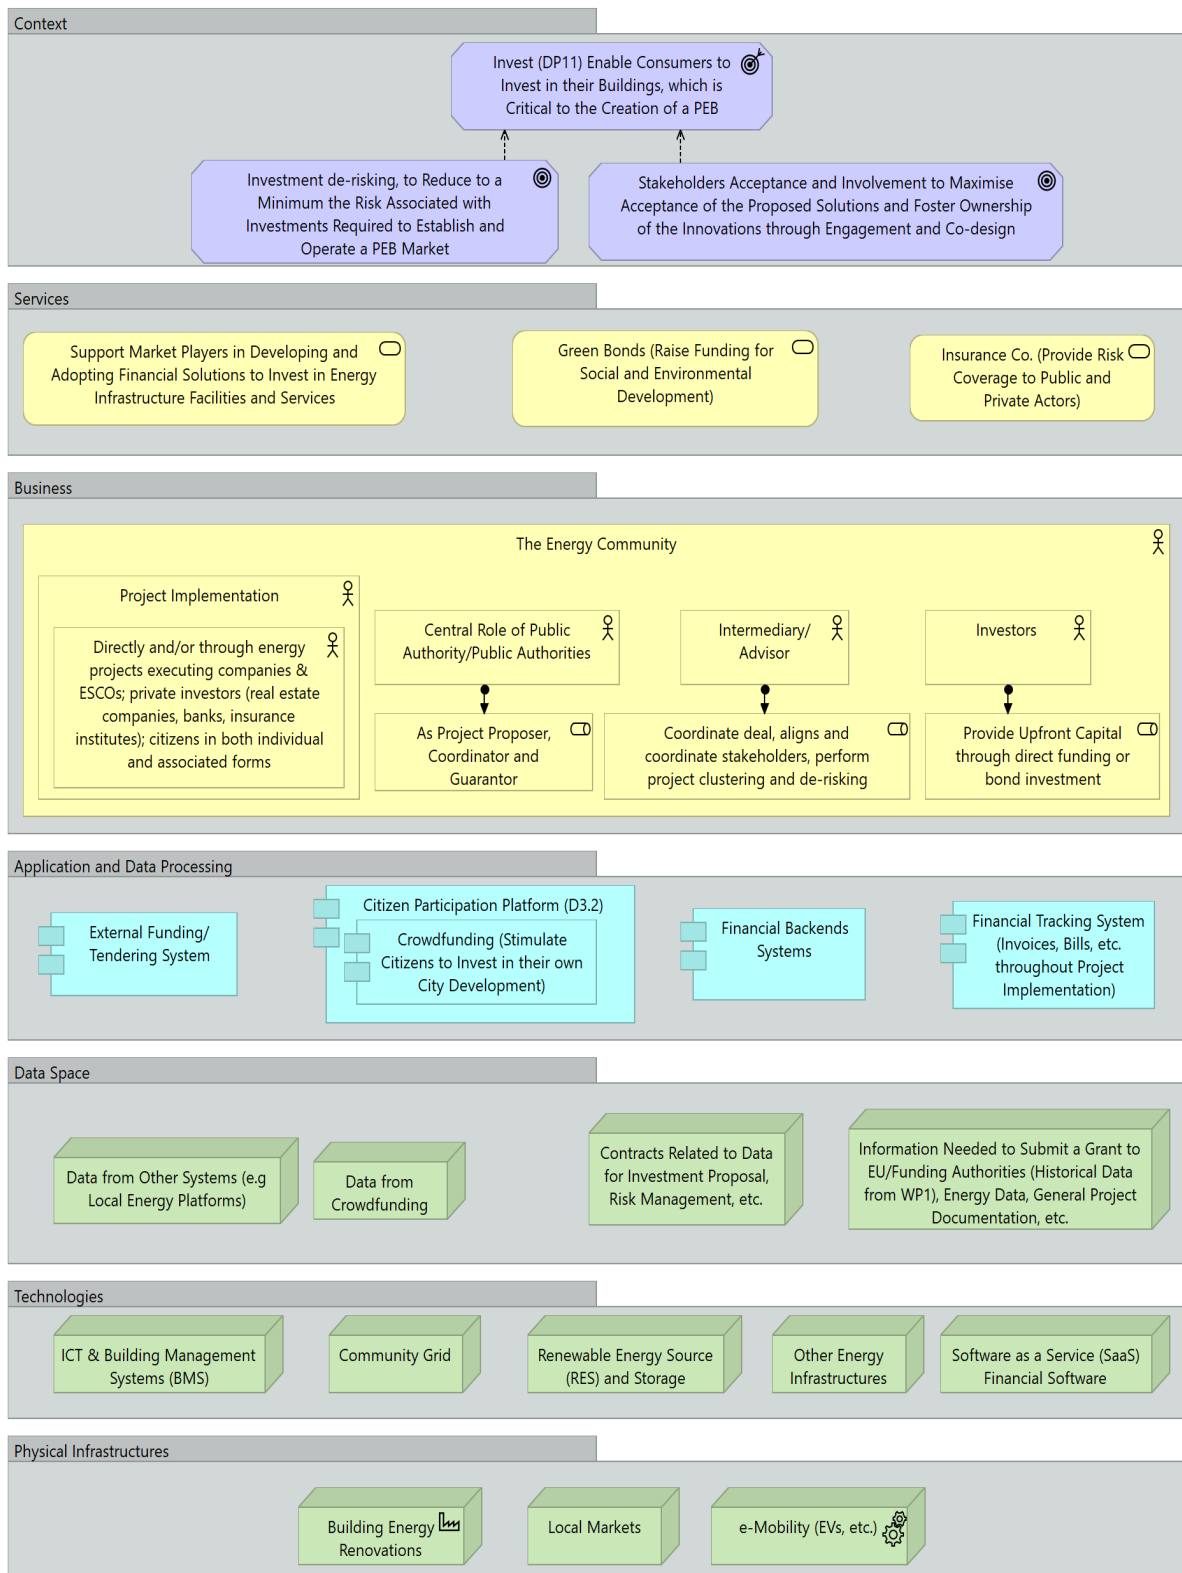 Context
Invest (DP11) Enable Consumers to
Invest in their Buildings, which is
Critical to the Creation of a PEB
Investment de-risking, to Reduce to a
Minimum the Risk Associated with
Investments Required to Establish and
Operate a PEB Market
Stakeholders Acceptance and Involvement to Maximise
Acceptance of the Proposed Solutions and Foster Ownership
of the Innovations through Engagement and Co-design
Services
Support Market Players in Developing and
Adopting Financial Solutions to Invest in Energy
Infrastructure Facilities and Services
Green Bonds (Raise Funding for
Social and Environmental
Development)
Insurance Co. (Provide Risk
Coverage to Public and
Private Actors)
Business
The Energy Community
Project Implementation
Directly and/or through energy
projects executing companies &
ESCOs; private investors (real estate
companies, banks, insurance
institutes); citizens in both individual
and associated forms
Central Role of Public
Authority/Public Authorities
As Project Proposer,
Coordinator and
Guarantor
Intermediary/
Advisor
Coordinate deal, aligns and
coordinate stakeholders, perform
project clustering and de-risking
Investors
Provide Upfront Capital
through direct funding or
bond investment
Application and Data Processing
External Funding/
Tendering System
Citizen Participation Platform (D3.2)
Crowdfunding (Stimulate
Citizens to Invest in their own
City Development)
Financial Backends
Systems
Financial Tracking System
(Invoices, Bills, etc.
throughout Project
Implementation)
Data Space
Data from Other Systems (e.g
Local Energy Platforms)
Data from
Crowdfunding
Contracts Related to Data
for Investment Proposal,
Risk Management, etc.
Information Needed to Submit a Grant to
EU/Funding Authorities (Historical Data
from WP1), Energy Data, General Project
Documentation, etc.
Technologies
ICT & Building Management
Systems (BMS)
Community Grid
Renewable Energy Source
(RES) and Storage
Other Energy
Infrastructures
Software as a Service (SaaS)
Financial Software
Physical Infrastructures
Building Energy
Renovations
Local Markets
e-Mobility (EVs, etc.)